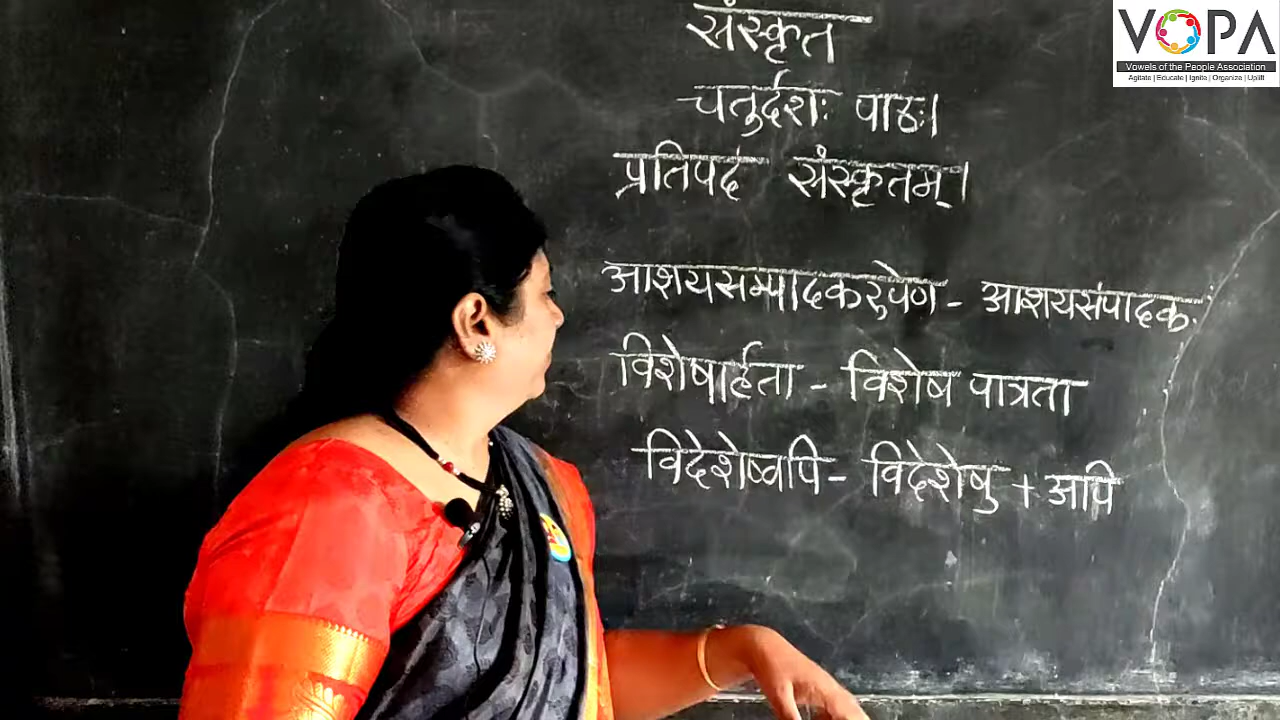 संस्कृत
चतुर्दशः पाठः।
प्रतिपदं संस्कृतम्।
आशयसम्पादकरुपेण - आशयसंपादक.
विशेषार्हता - विशेष पात्रता
विदेशेष्वपि - विदेशेषु + अपि
VOPA
Vowels of the People Association
Agitate | Educate | Ignite | Organize | Uplift